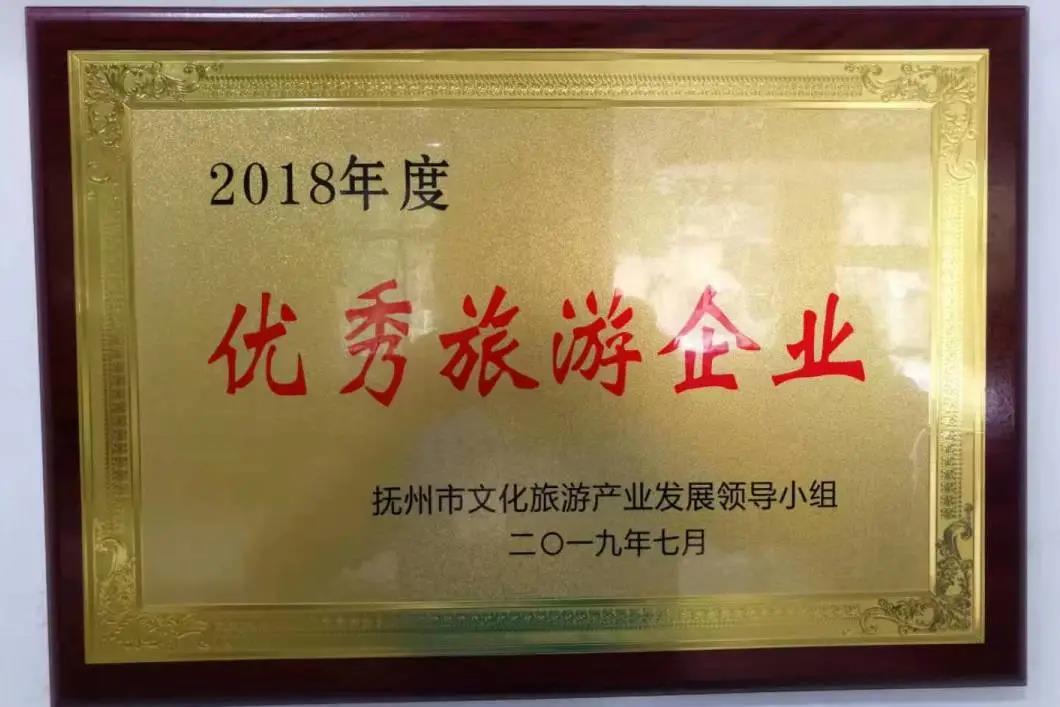 2018年度
优秀旅游企业
抚州市文化旅游产业发展领导小组
二〇一九年七月